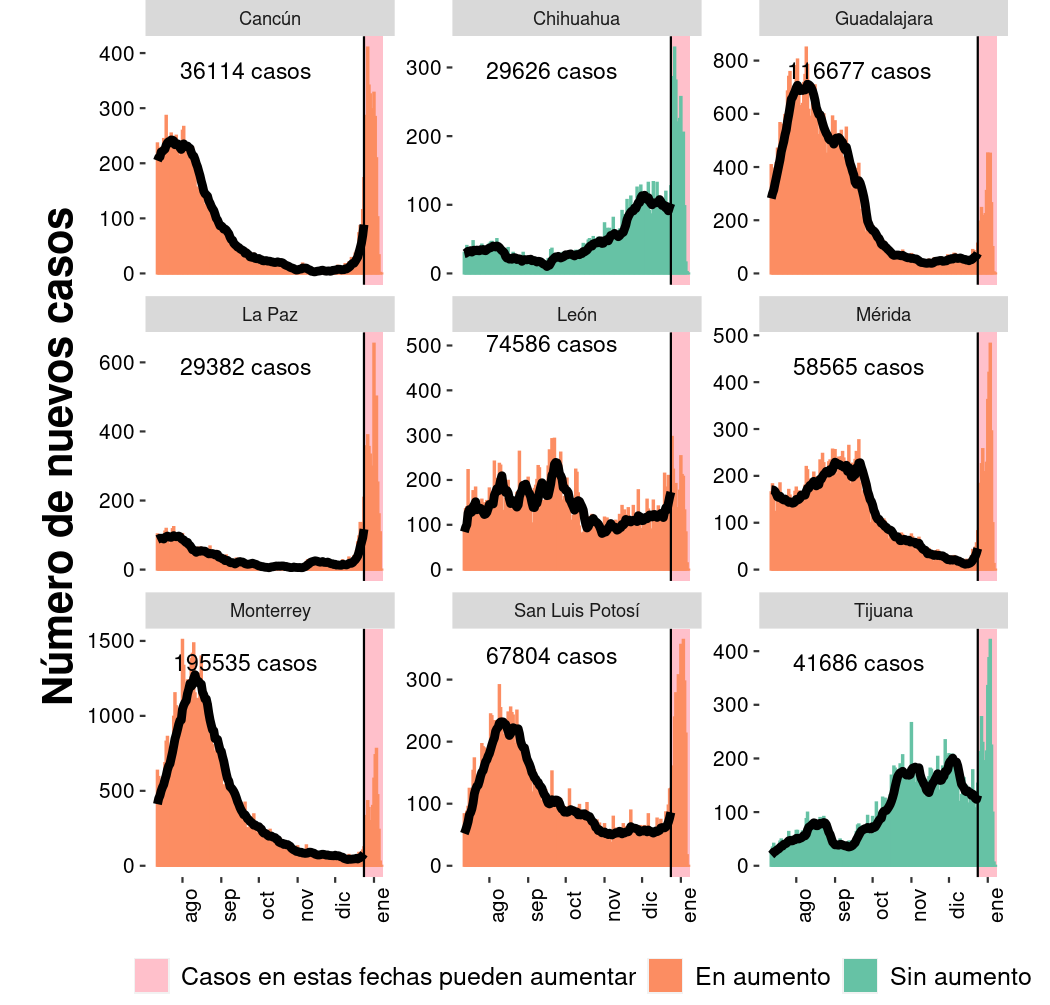 Número de nuevos casos
Cancún
400
300
200
100
0
36114 casos
Chihuahua
300
200
100
0
29626 casos
Guadalajara
800
600
400
200
0
116677 casos
La Paz
600
400
200
0
29382 casos
León
500
400
300
200
100
0
74586 casos
Mérida
500
400
300
200
100
0
58565 casos
Monterrey
1500
1000
500
0
195535 casos
San Luis Potosí
300
200
100
0
67804 casos
Tijuana
400
300
200
100
0
41686 casos
ago sep oct nov dic ene
ago sep oct nov dic ene
ago sep oct nov dic ene
Casos en estas fechas pueden aumentar En aumento Sin aumento